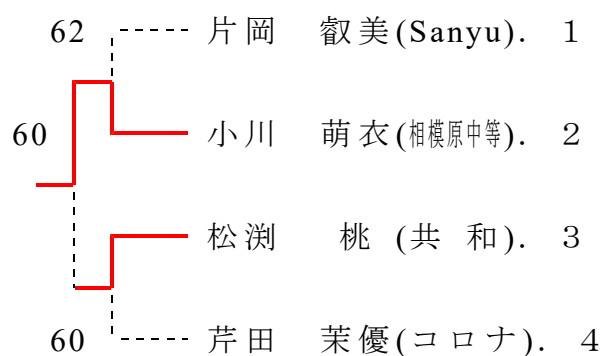 62 片岡 叡美(Sanyu). 1
60 小川 萌衣(相模原中等). 2
松渕 桃 (共 和). 3
60 芹田 茉優(コロナ). 4